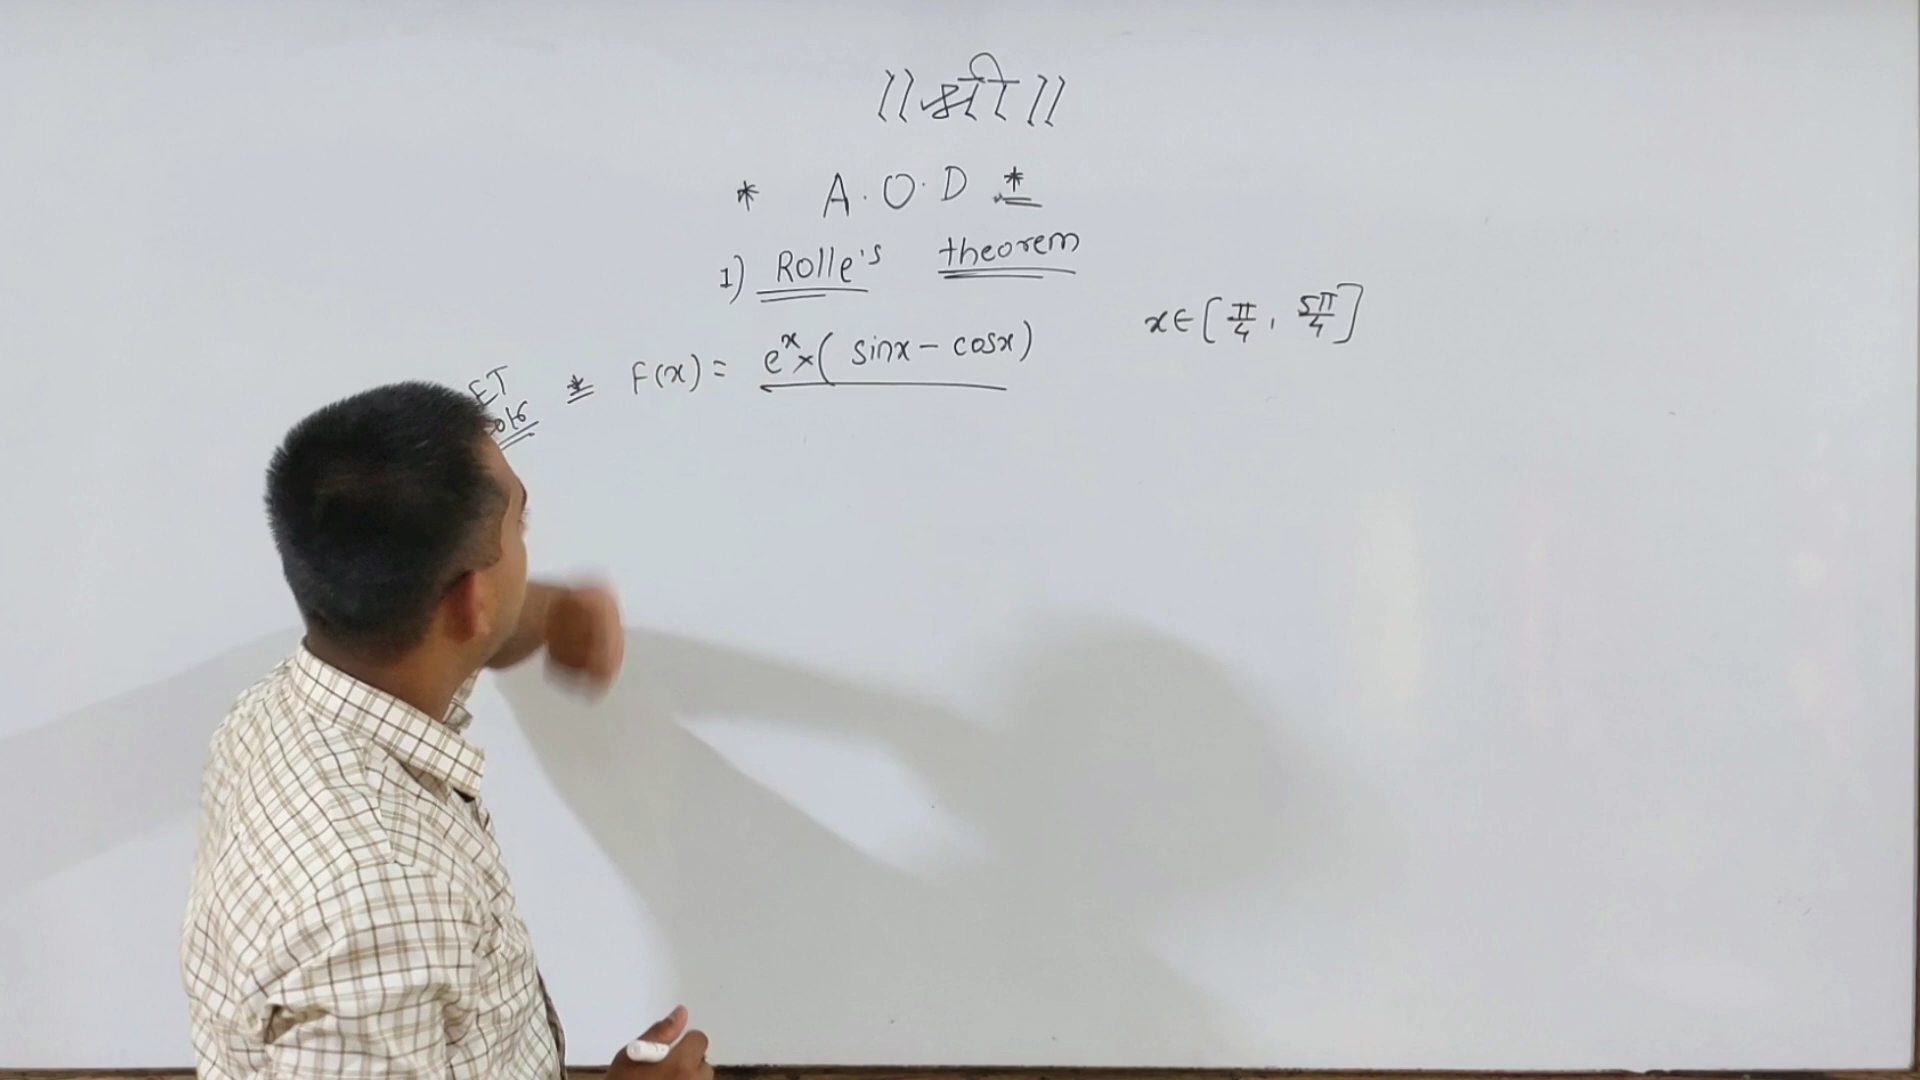 ॥ श्री ॥
* A.O.D *
1) Rolle's theorem
* F(x) = eˣ×(sinx - cosx) x∈[π/4, 5π/4]